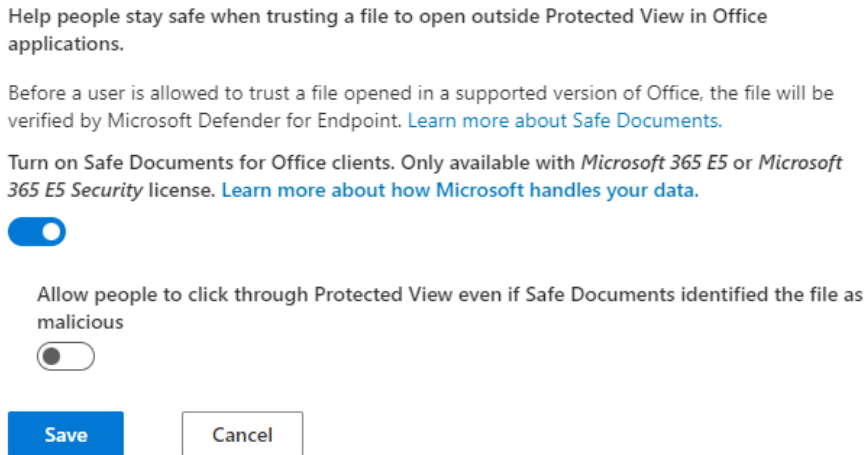 Help people stay safe when trusting a file to open outside Protected View in Office
applications.
Before a user is allowed to trust a file opened in a supported version of Office, the file will be
verified by Microsoft Defender for Endpoint. Learn more about Safe Documents.
Turn on Safe Documents for Office clients. Only available with Microsoft 365 E5 or Microsoft
365 E5 Security license. Learn more about how Microsoft handles your data.
Allow people to click through Protected View even if Safe Documents identified the file as
malicious
Save Cancel